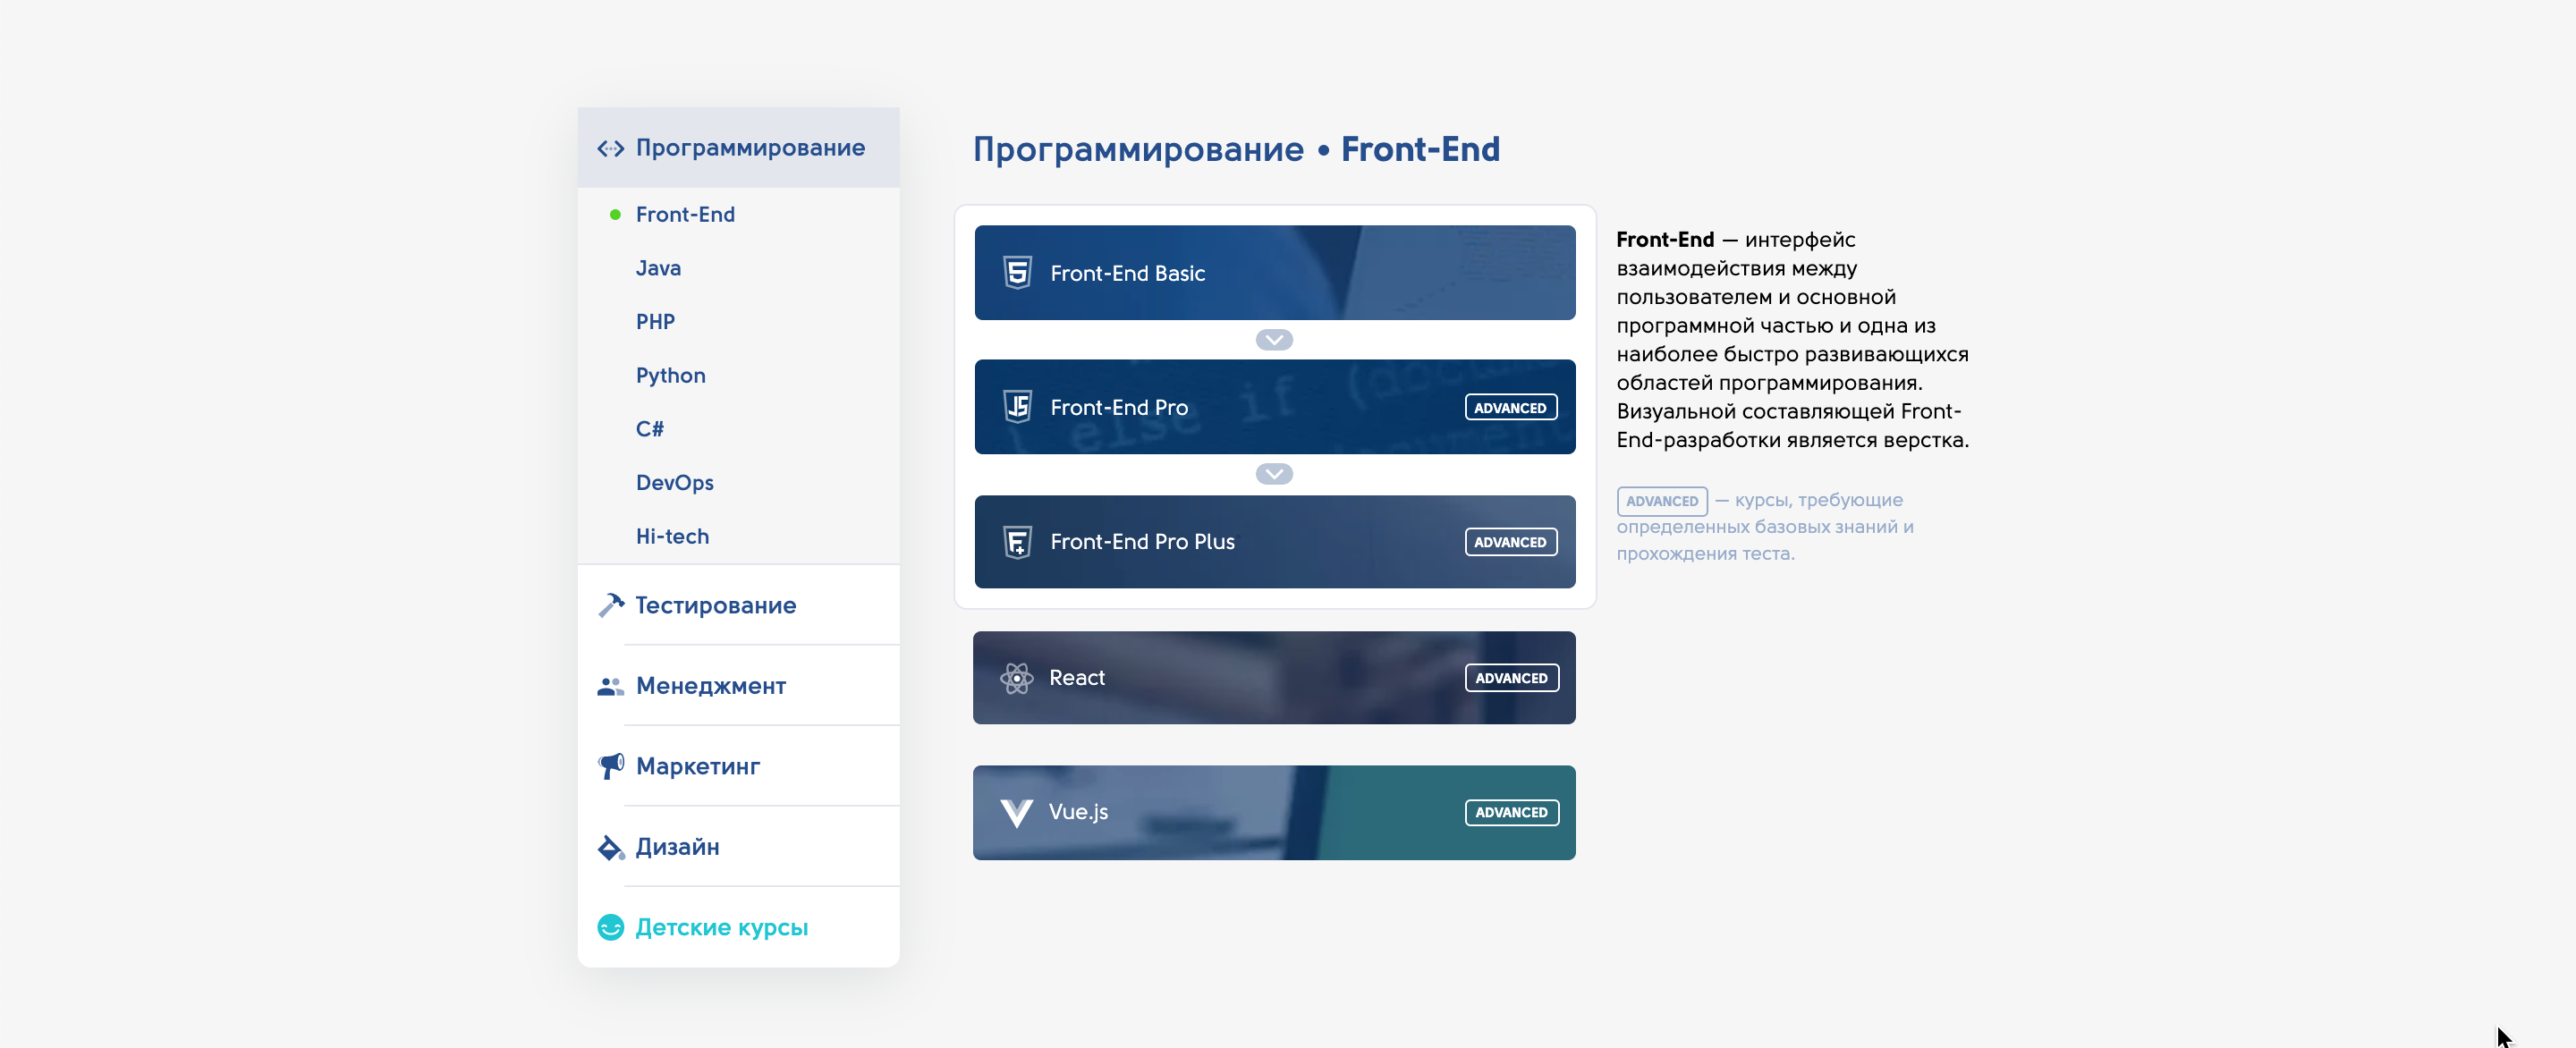 Программирование
Front-End
Java
PHP
Python
C#
DevOps
Hi-tech
Тестирование
Менеджмент
Маркетинг
Дизайн
Детские курсы
Программирование • Front-End
Front-End Basic
Front-End Pro
ADVANCED
else if (docum
Front-End Pro Plus
ADVANCED
React
ADVANCED
Vue.js
ADVANCED
Front-End — интерфейс
взаимодействия между
пользователем и основной
программной частью и одна из
наиболее быстро развивающихся
областей программирования.
Визуальной составляющей Front-
End-разработки является верстка.
ADVANCED — курсы, требующие
определенных базовых знаний и
прохождения теста.